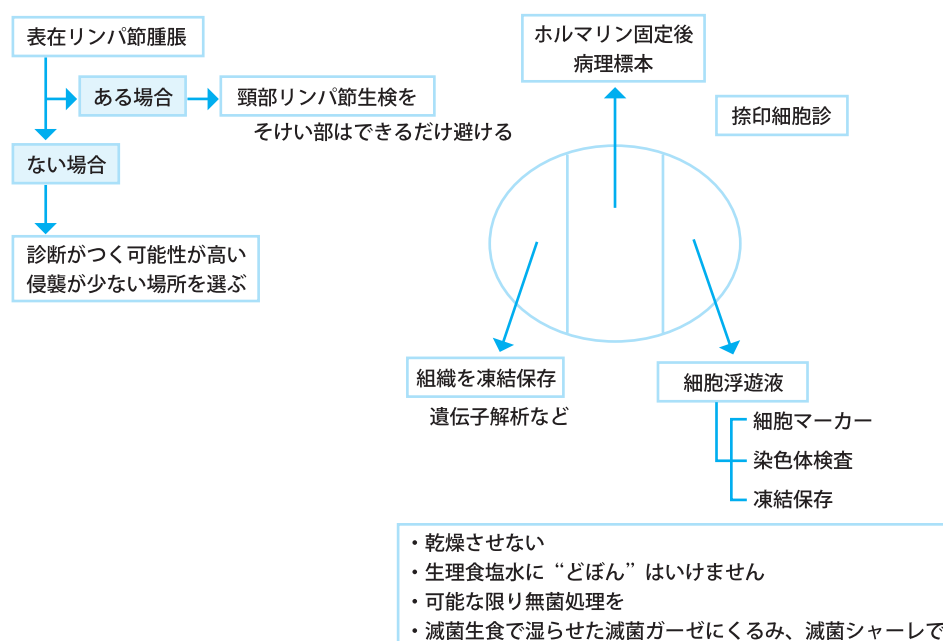 表在リンパ節腫脹
ある場合
頸部リンパ節生検を
そけい部はできるだけ避ける
ない場合
診断がつく可能性が高い
侵襲が少ない場所を選ぶ
ホルマリン固定後
病理標本
捺印細胞診
組織を凍結保存
遺伝子解析など
細胞浮遊液
細胞マーカー
染色体検査
凍結保存
・乾燥させない
・生理食塩水に“どぼん”はいけません
・可能な限り無菌処理を
・滅菌生食で湿らせた滅菌ガーゼにくるみ、滅菌シャーレで